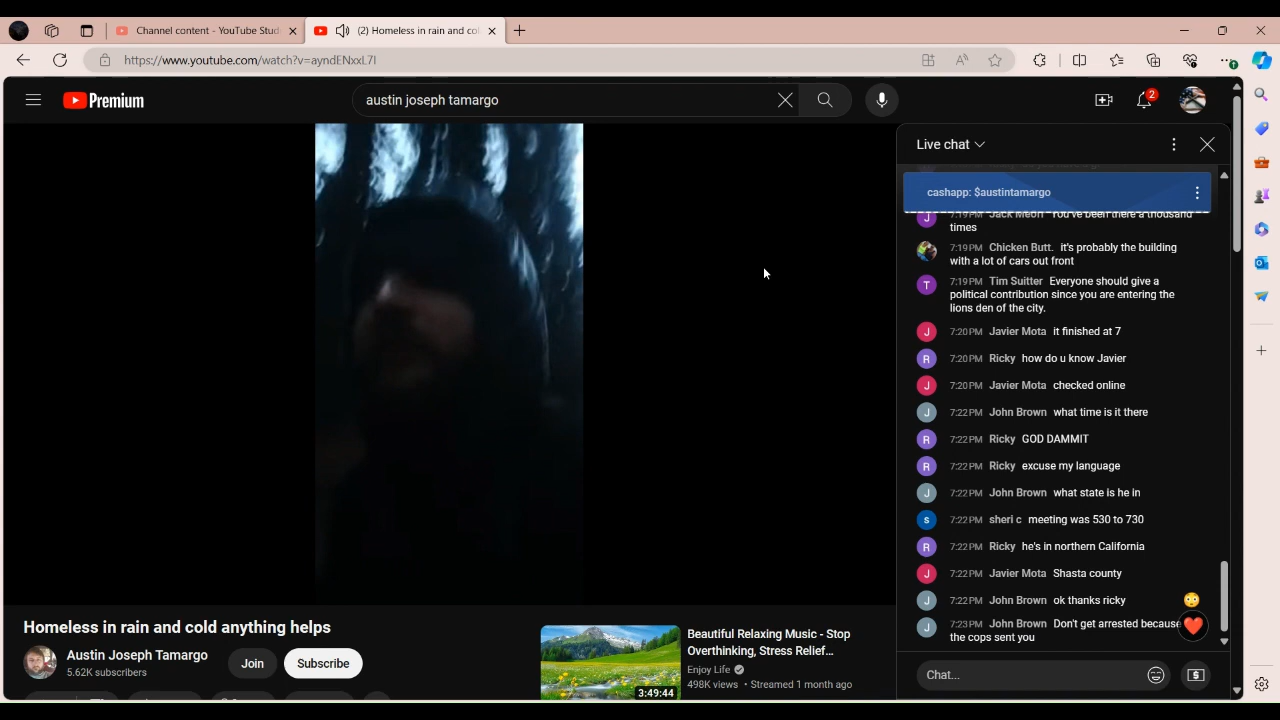 Channel content - YouTube Stud
(2) Homeless in rain and co
https://www.youtube.com/watch?v=ayndENxxL7I
Premium
austin joseph tamargo
2
Live chat
cashapp: $austintamargo
7:19PM Jack Meoff You've been there a thousand
times
7:19PM Chicken Butt. it's probably the building
with a lot of cars out front
T 7:19PM Tim Suitter Everyone should give a
political contribution since you are entering the
lions den of the city.
J 7:20PM Javier Mota it finished at 7
R 7:20PM Ricky how do u know Javier
J 7:20PM Javier Mota checked online
J 7:22PM John Brown what time is it there
R 7:22PM Ricky GOD DAMMIT
R 7:22PM Ricky excuse my language
J 7:22PM John Brown what state is he in
s 7:22PM sheri c meeting was 530 to 730
R 7:22PM Ricky he's in northern California
J 7:22PM Javier Mota Shasta county
J 7:22PM John Brown ok thanks ricky
J 7:23PM John Brown Don't get arrested because
the cops sent you
Chat...
Homeless in rain and cold anything helps
Austin Joseph Tamargo
5.62K subscribers
Join
Subscribe
Beautiful Relaxing Music - Stop
Overthinking, Stress Relief...
Enjoy Life
498K views • Streamed 1 month ago
3:49:44